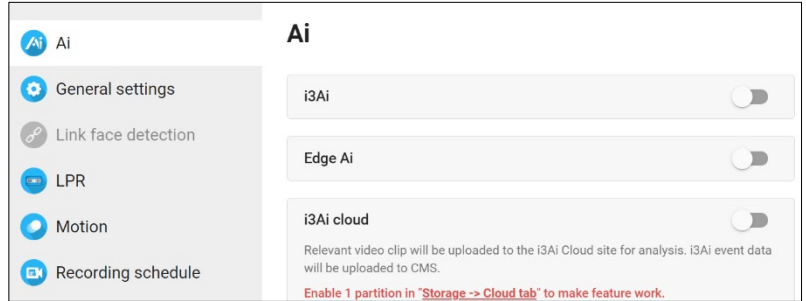 Ai
General settings
Link face detection
LPR
Motion
Recording schedule
Ai
i3Ai
Edge Ai
i3Ai cloud
Relevant video clip will be uploaded to the i3Ai Cloud site for analysis. i3Ai event data
will be uploaded to CMS.
Enable 1 partition in "Storage -> Cloud tab" to make feature work.